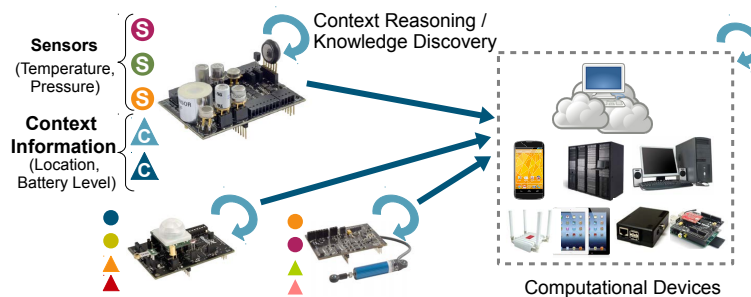 Context Reasoning /
Knowledge Discovery
Sensors
(Temperature,
Pressure)
S
S
S
Context
Information
(Location,
Battery Level)
C
C
Computational Devices